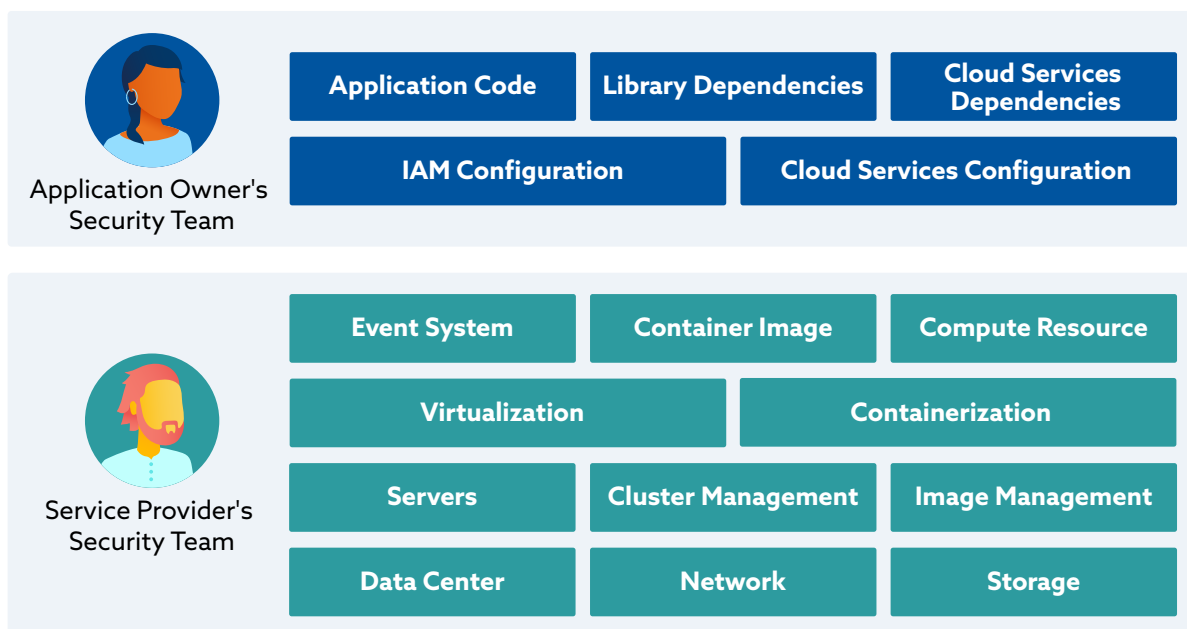 Application Owner's
Security Team
Application Code
Library Dependencies
Cloud Services
Dependencies
IAM Configuration
Cloud Services Configuration
Service Provider's
Security Team
Event System
Container Image
Compute Resource
Virtualization
Containerization
Servers
Cluster Management
Image Management
Data Center
Network
Storage